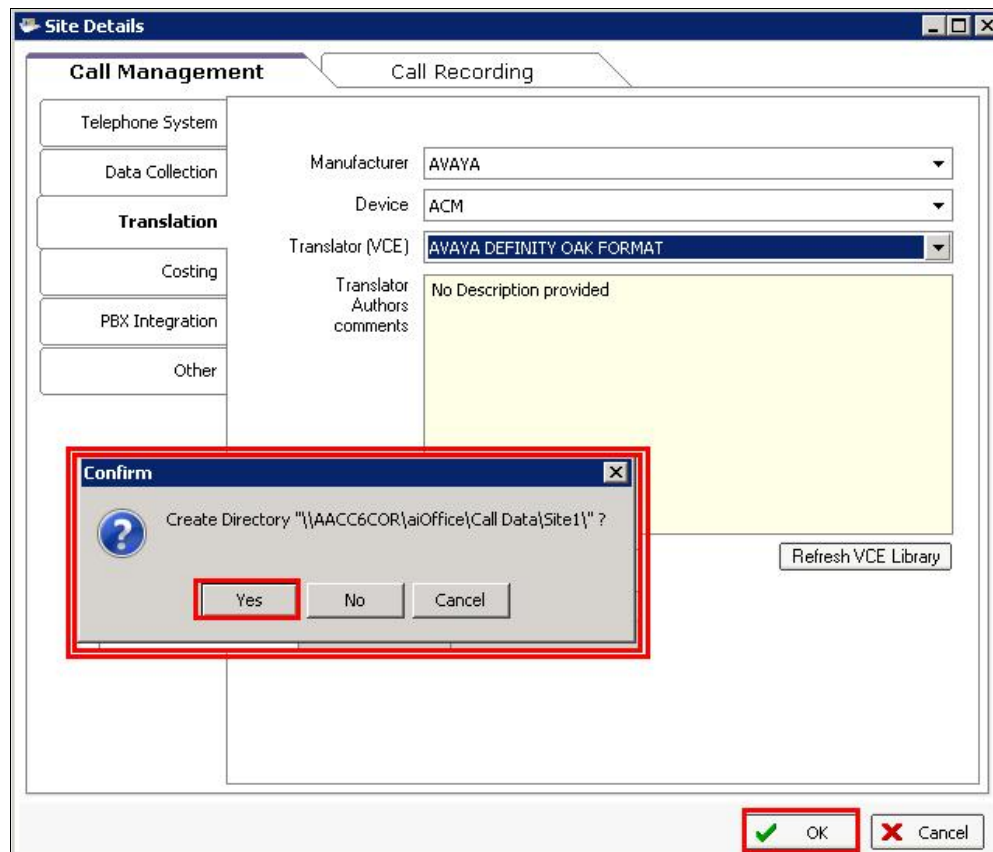 Site Details
Call Management
Call Recording
Telephone System
Data Collection
Translation
Costing
PBX Integration
Other
Manufacturer AVAYA
Device ACM
Translator (VCE) AVAYA DEFINITY OAK FORMAT
Translator
Authors
comments
No Description provided
Refresh VCE Library
Confirm
Create Directory "\\AACC6COR\aiOffice\Call Data\Site1\" ?
Yes
No
Cancel
OK
Cancel